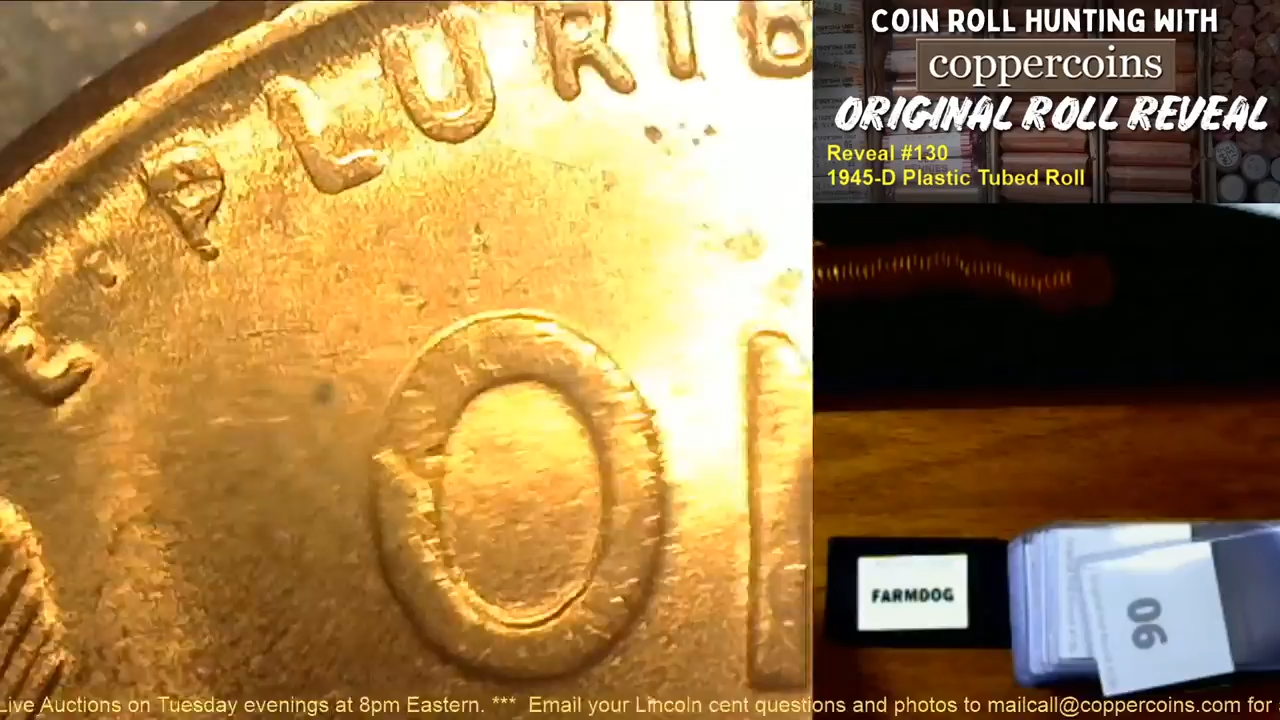 E · PLURIB
O
COIN ROLL HUNTING WITH
coppercoins
ORIGINAL ROLL REVEAL
Reveal #130
1945-D Plastic Tubed Roll
FARMDOG
90
Live Auctions on Tuesday evenings at 8pm Eastern. *** Email your Lincoln cent questions and photos to mailcall@coppercoins.com for